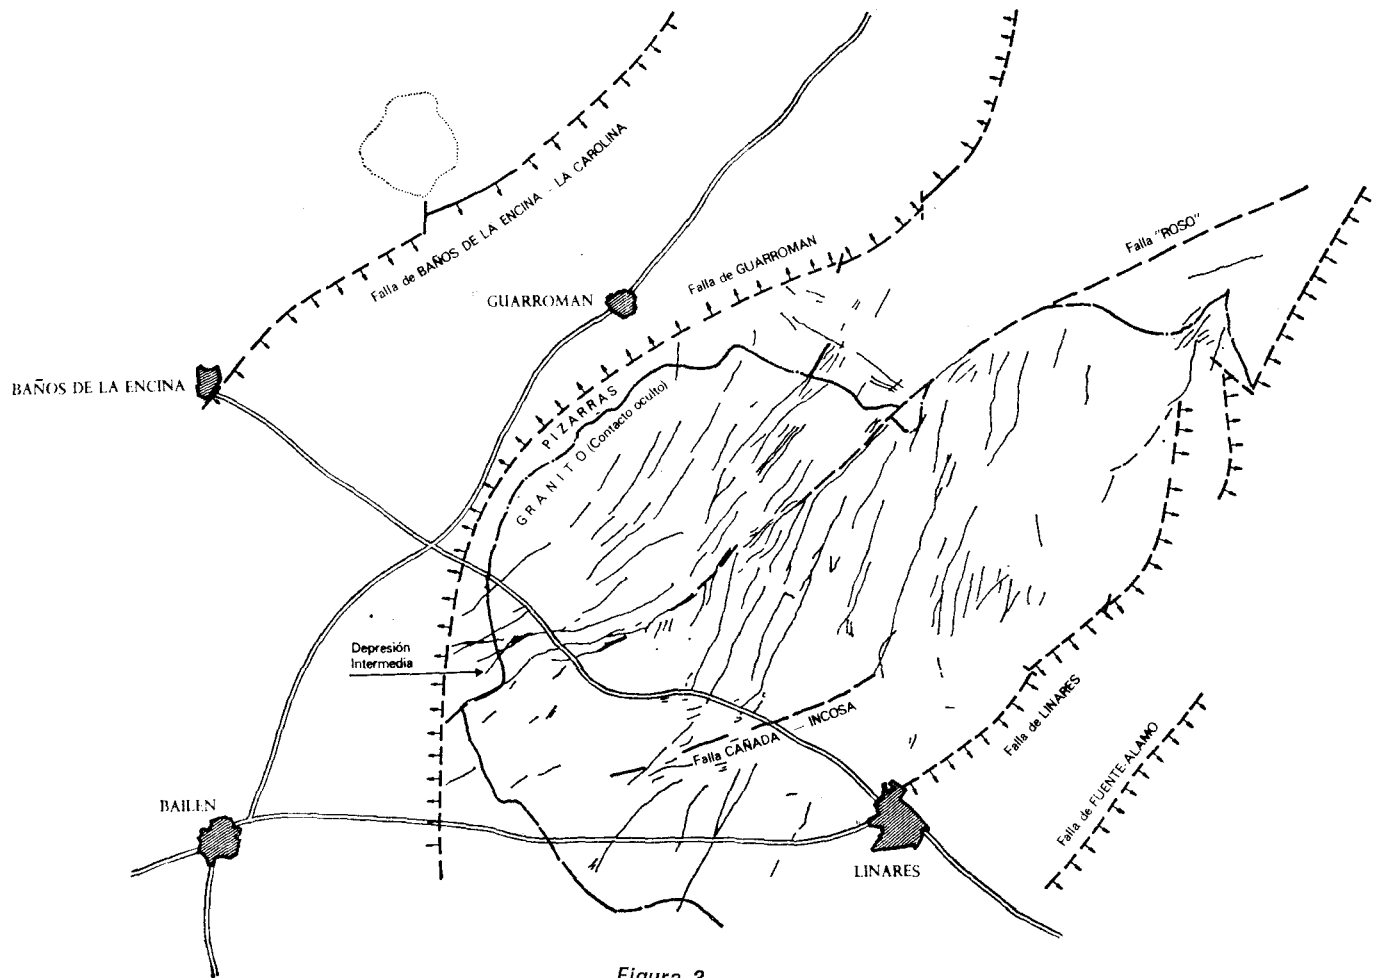 Falla de BAÑOS DE LA ENCINA - LA CAROLINA
Falla "ROSO"
Falla de GUARROMAN
GUARROMAN
BAÑOS DE LA ENCINA
PIZARRAS
GRANITO (Contacto oculto)
Depresión
Intermedia
Falla CAÑADA — INCOSA
Falla de LINARES
Falla de FUENTE-ALAMO
BAILEN
LINARES
Figura 2